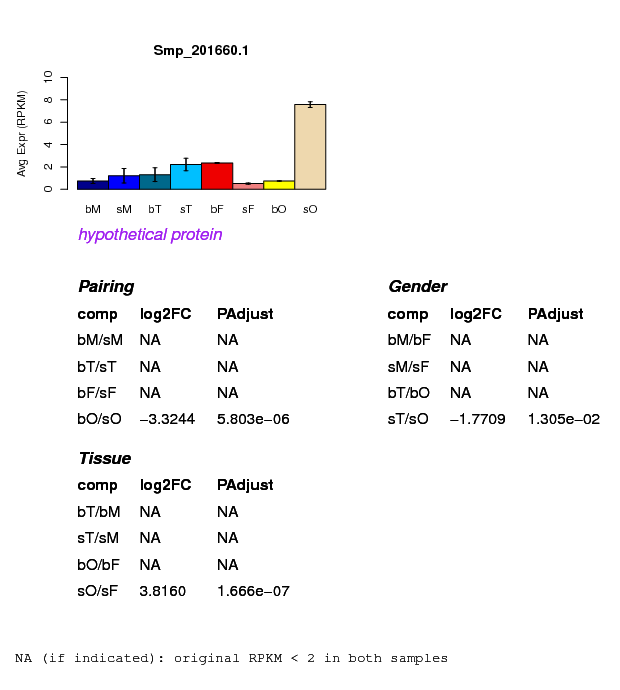 Smp_201660.1
Avg Expr (RPKM)
10
8
6
4
2
0
bM sM bT sT bF sF bO sO
hypothetical protein
Pairing
comp log2FC PAdjust
bM/sM NA NA
bT/sT NA NA
bF/sF NA NA
bO/sO −3.3244 5.803e−06
Gender
comp log2FC PAdjust
bM/bF NA NA
sM/sF NA NA
bT/bO NA NA
sT/sO −1.7709 1.305e−02
Tissue
comp log2FC PAdjust
bT/bM NA NA
sT/sM NA NA
bO/bF NA NA
sO/sF 3.8160 1.666e−07
NA (if indicated): original RPKM < 2 in both samples